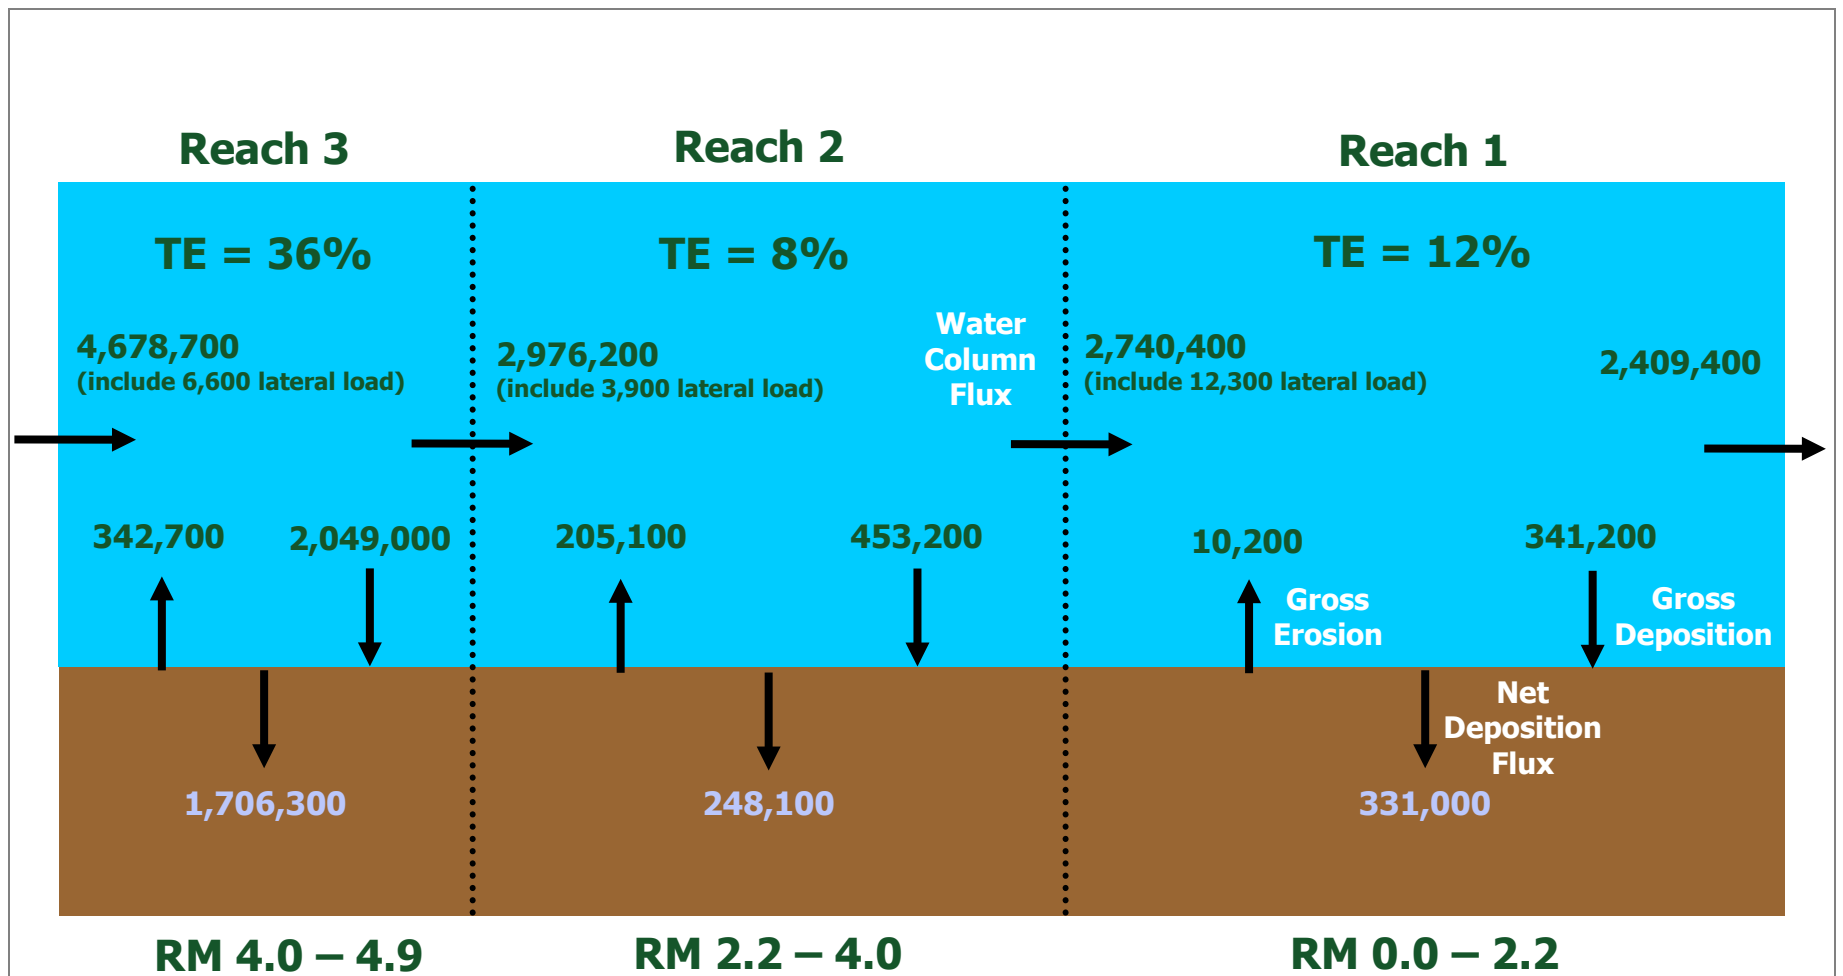 Reach 3
Reach 2
Reach 1
TE = 36%
TE = 8%
TE = 12%
4,678,700
(include 6,600 lateral load)
2,976,200
(include 3,900 lateral load)
Water
Column
Flux
2,740,400
(include 12,300 lateral load)
2,409,400
342,700
2,049,000
205,100
453,200
10,200
341,200
Gross
Erosion
Gross
Deposition
Net
Deposition
Flux
1,706,300
248,100
331,000
RM 4.0 – 4.9
RM 2.2 – 4.0
RM 0.0 – 2.2